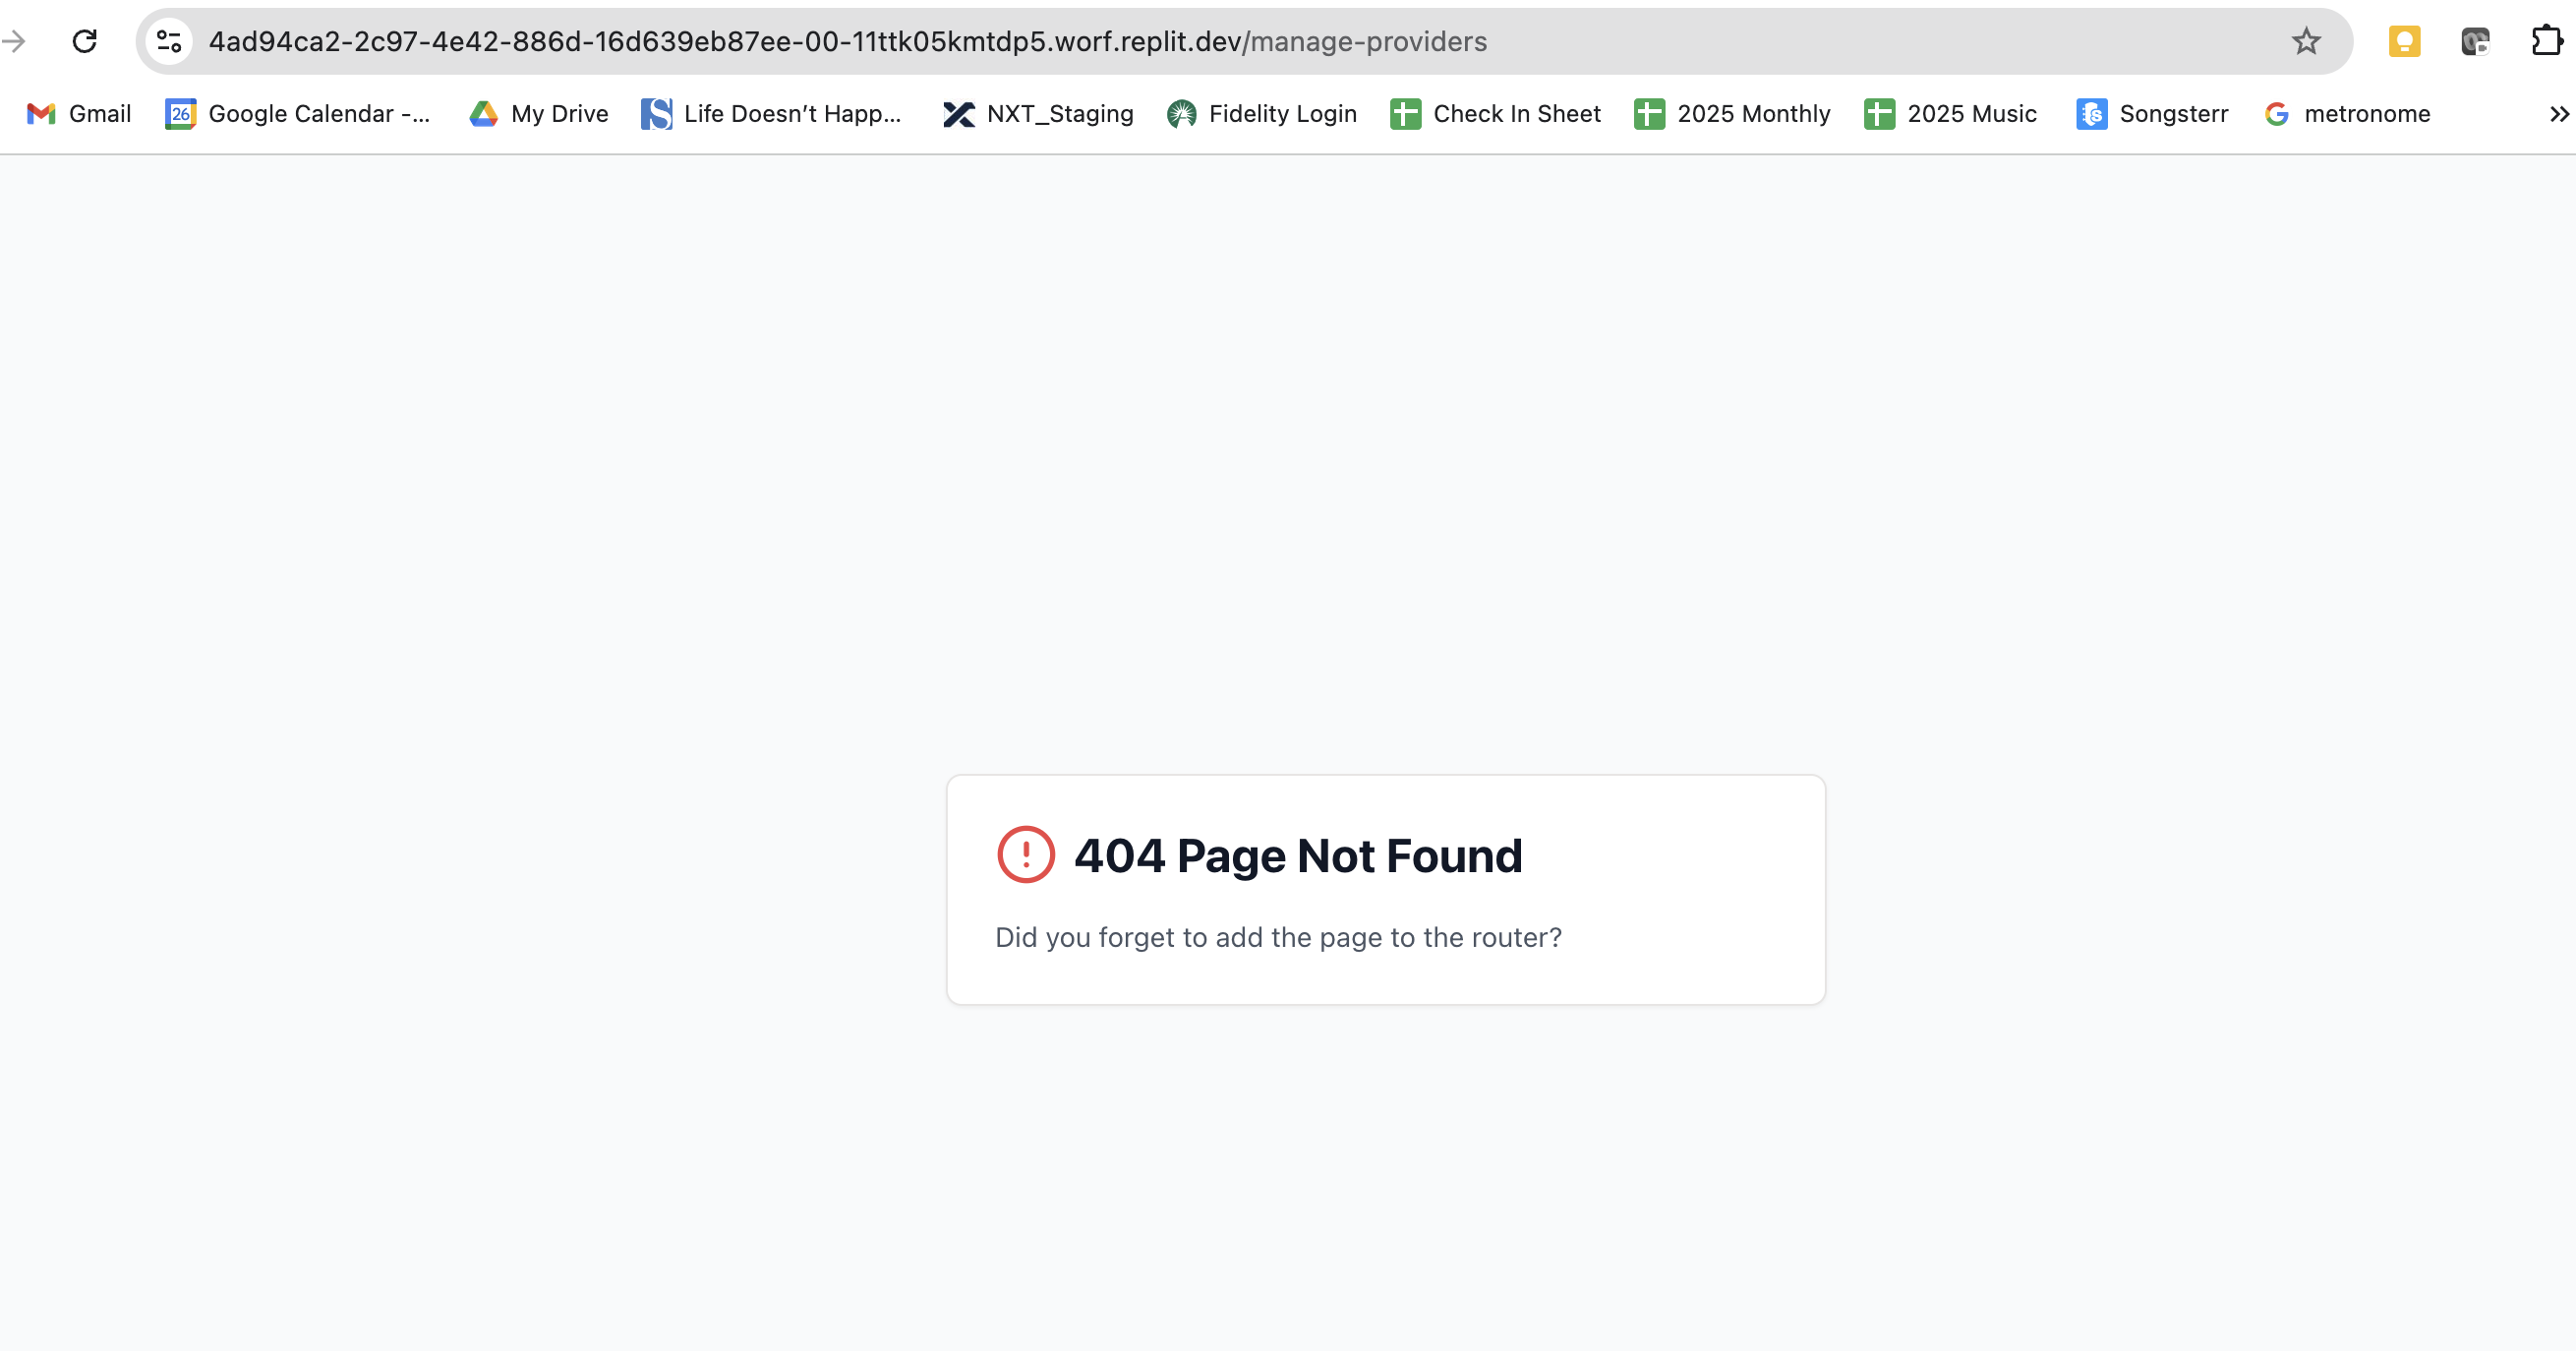 4ad94ca2-2c97-4e42-886d-16d639eb87ee-00-11ttk05kmtdp5.worf.replit.dev/manage-providers
Gmail 26 Google Calendar -... My Drive S Life Doesn’t Happ... NXT_Staging Fidelity Login Check In Sheet 2025 Monthly 2025 Music Songsterr G metronome
404 Page Not Found
Did you forget to add the page to the router?